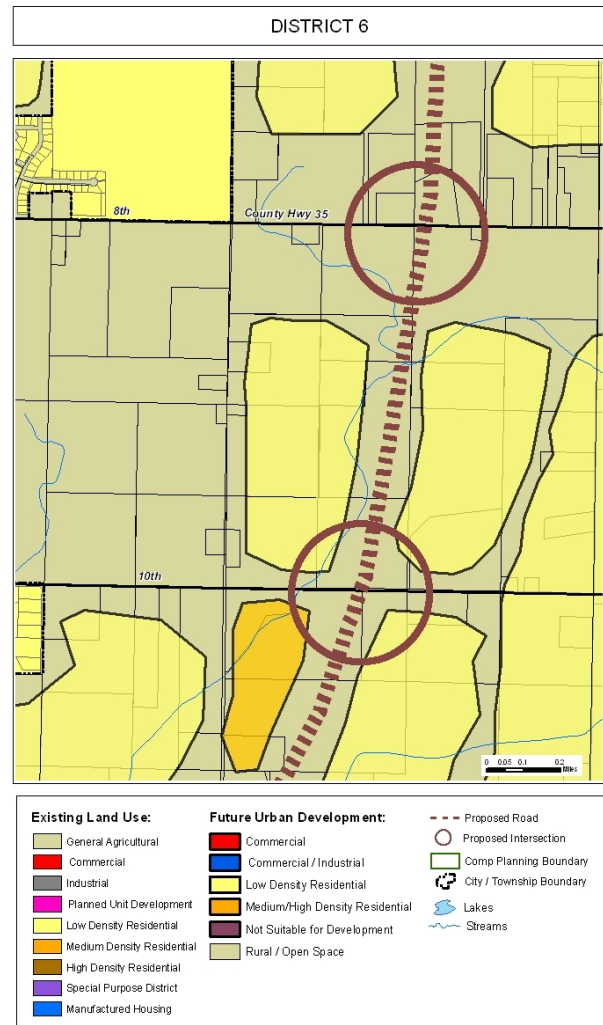 DISTRICT 6
8th
County Hwy 35
10th
0 0.05 0.1 0.2
Miles
Existing Land Use:
General Agricultural
Commercial
Industrial
Planned Unit Development
Low Density Residential
Medium Density Residential
High Density Residential
Special Purpose District
Manufactured Housing
Future Urban Development:
Commercial
Commercial / Industrial
Low Density Residential
Medium/High Density Residential
Not Suitable for Development
Rural / Open Space
Proposed Road
Proposed Intersection
Comp Planning Boundary
City / Township Boundary
Lakes
Streams